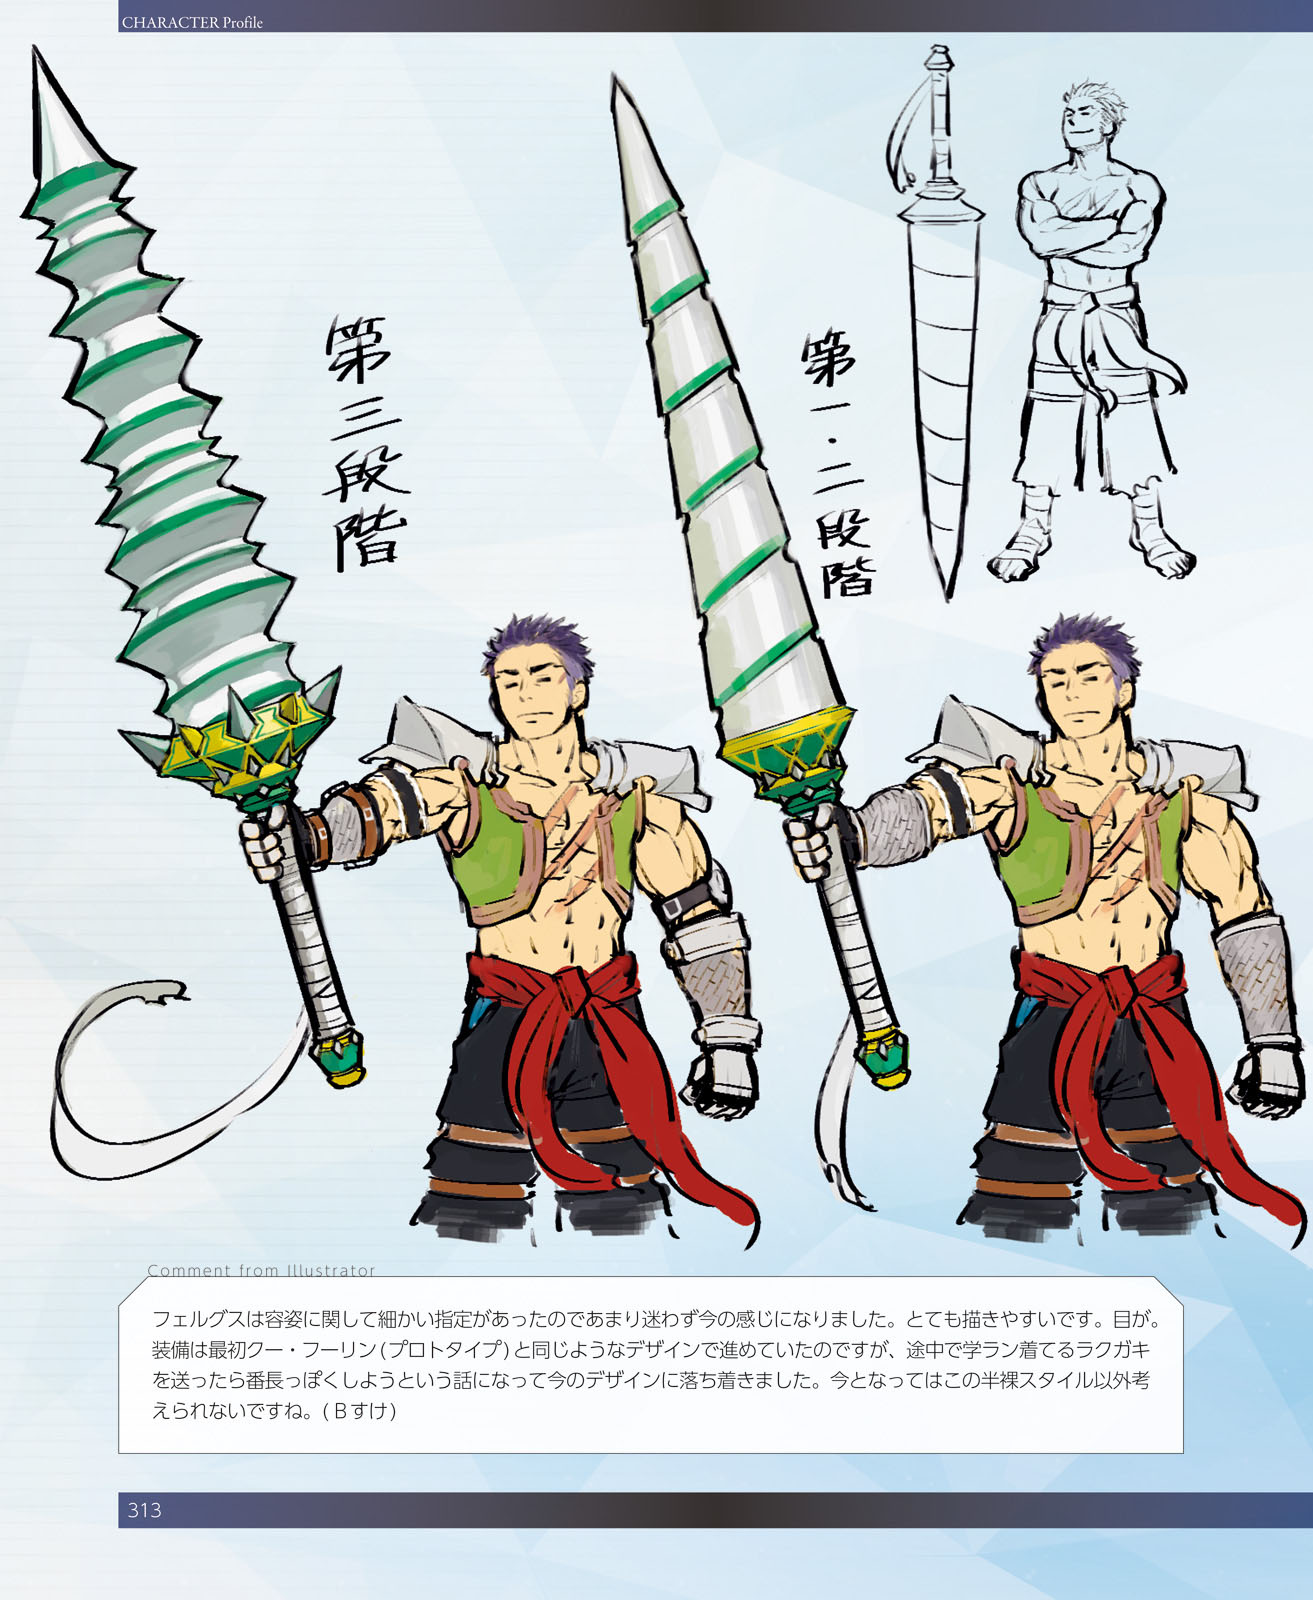 CHARACTER Profile
第三段階
第一・二段階
Comment from Illustrator
フェルグスは容姿に関して細かい指定があったのであまり迷わず今の感じになりました。とても描きやすいです。目が。
装備は最初クー・フーリン(プロトタイプ)と同じようなデザインで進めていたのですが、途中で学ラン着てるラクガキ
を送ったら番長っぽくしようという話になって今のデザインに落ち着きました。今となってはこの半裸スタイル以外考
えられないですね。(Bすけ)
313